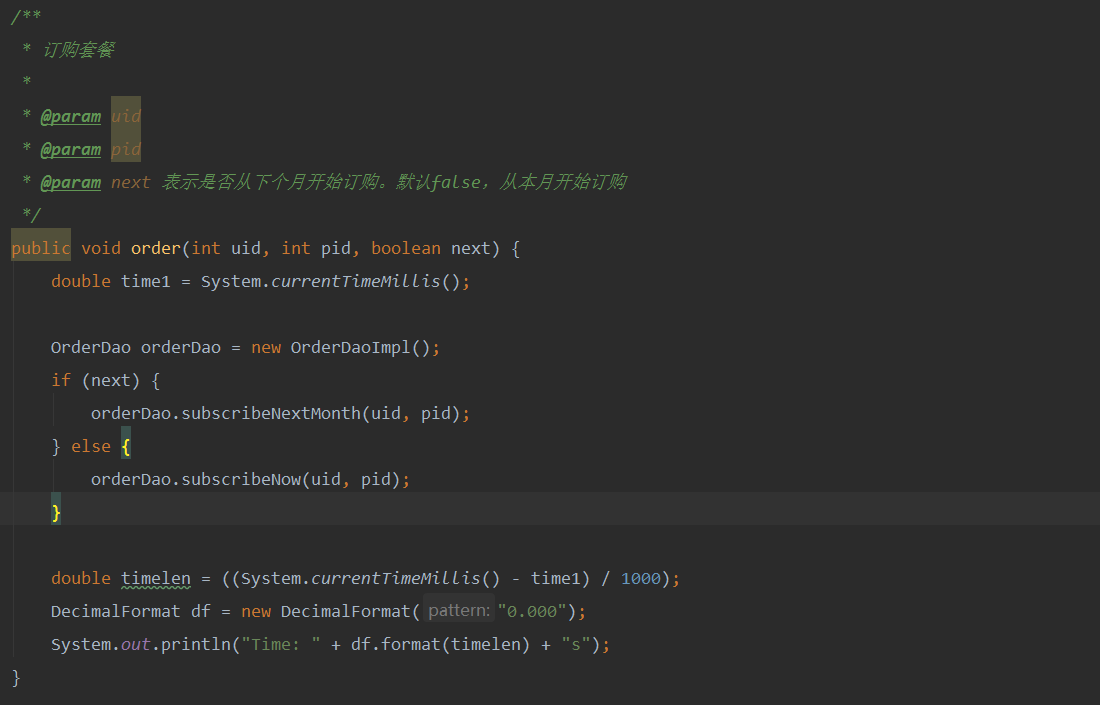 /**
 * 订购套餐
 *
 * @param uid
 * @param pid
 * @param next 表示是否从下个月开始订购。默认false，从本月开始订购
 */
public void order(int uid, int pid, boolean next) {
    double time1 = System.currentTimeMillis();
    OrderDao orderDao = new OrderDaoImpl();
    if (next) {
        orderDao.subscribeNextMonth(uid, pid);
    } else {
        orderDao.subscribeNow(uid, pid);
    }
    double timelen = ((System.currentTimeMillis() - time1) / 1000);
    DecimalFormat df = new DecimalFormat( pattern: "0.000");
    System.out.println("Time: " + df.format(timelen) + "s");
}